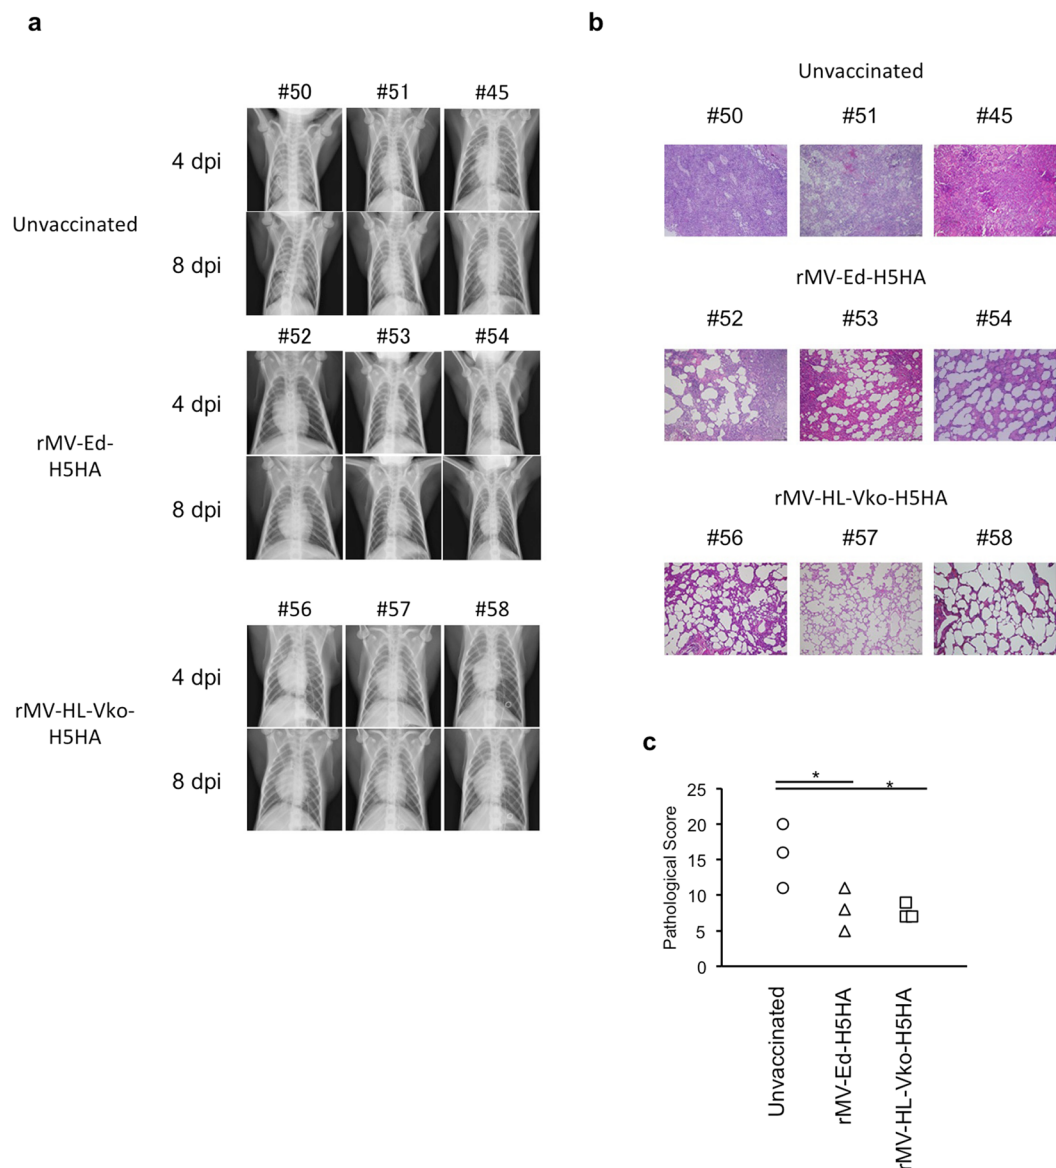 a
#50 #51 #45
4 dpi
Unvaccinated
8 dpi
#52 #53 #54
4 dpi
rMV-Ed-
H5HA
8 dpi
#56 #57 #58
4 dpi
rMV-HL-Vko-
H5HA
8 dpi
b
Unvaccinated
#50 #51 #45
rMV-Ed-H5HA
#52 #53 #54
rMV-HL-Vko-H5HA
#56 #57 #58
c
*
*
Pathological Score
25
20
15
10
5
0
Unvaccinated
rMV-Ed-H5HA
rMV-HL-Vko-H5HA